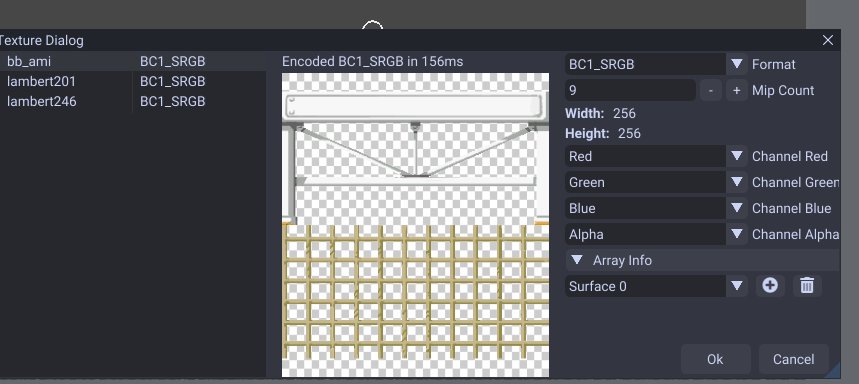 Texture Dialog
bb_ami BC1_SRGB
lambert201 BC1_SRGB
lambert246 BC1_SRGB
Encoded BC1_SRGB in 156ms
BC1_SRGB Format
9 - + Mip Count
Width: 256
Height: 256
Red Channel Red
Green Channel Green
Blue Channel Blue
Alpha Channel Alpha
Array Info
Surface 0
Ok Cancel